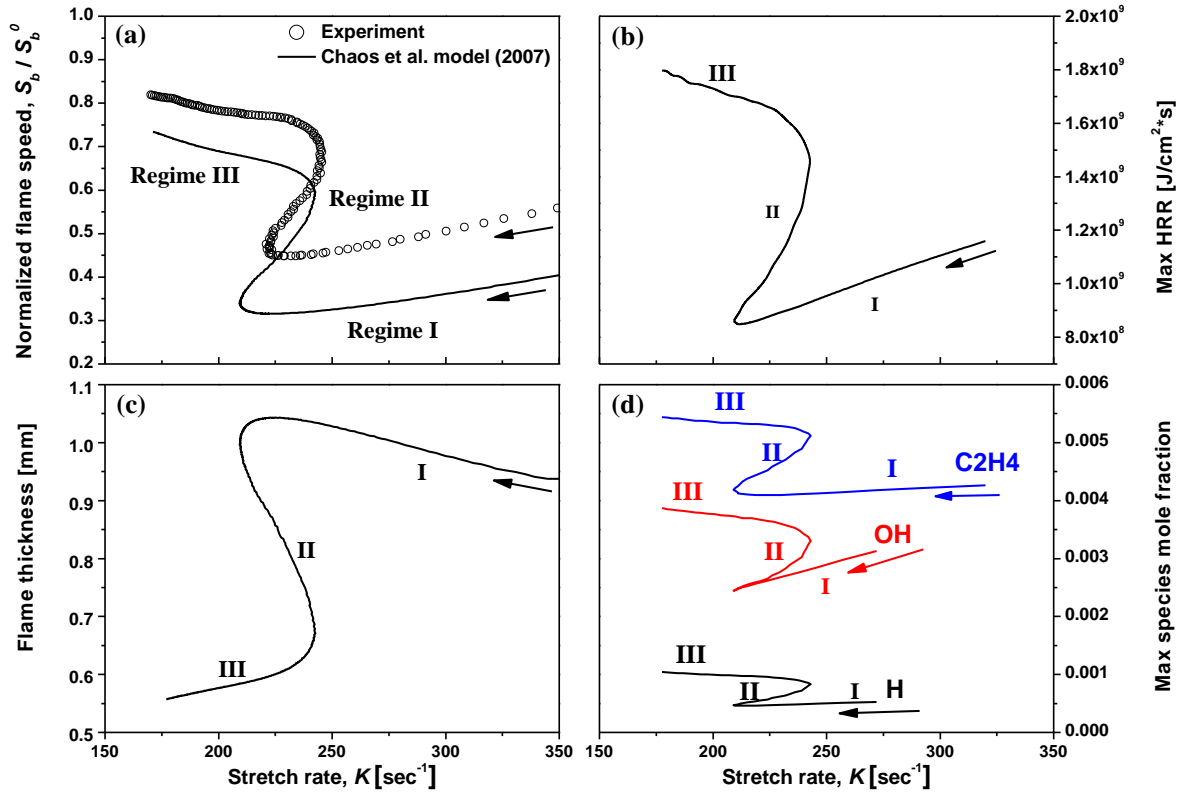 (a)
Experiment
Chaos et al. model (2007)
Regime III
Regime II
Regime I
1.0
0.9
0.8
0.7
0.6
0.5
0.4
0.3
0.2
Normalized flame speed, S_b / S_b^0
(b)
III
II
I
2.0x10^9
1.8x10^9
1.6x10^9
1.4x10^9
1.2x10^9
1.0x10^9
8.0x10^8
Max HRR [J/cm^2*s]
(c)
I
II
III
1.1
1.0
0.9
0.8
0.7
0.6
0.5
Flame thickness [mm]
150 200 250 300 350
Stretch rate, K [sec^-1]
(d)
III
II
I
C2H4
III
II
I
OH
III
II
I
H
0.006
0.005
0.004
0.003
0.002
0.001
0.000
Max species mole fraction
150 200 250 300 350
Stretch rate, K [sec^-1]